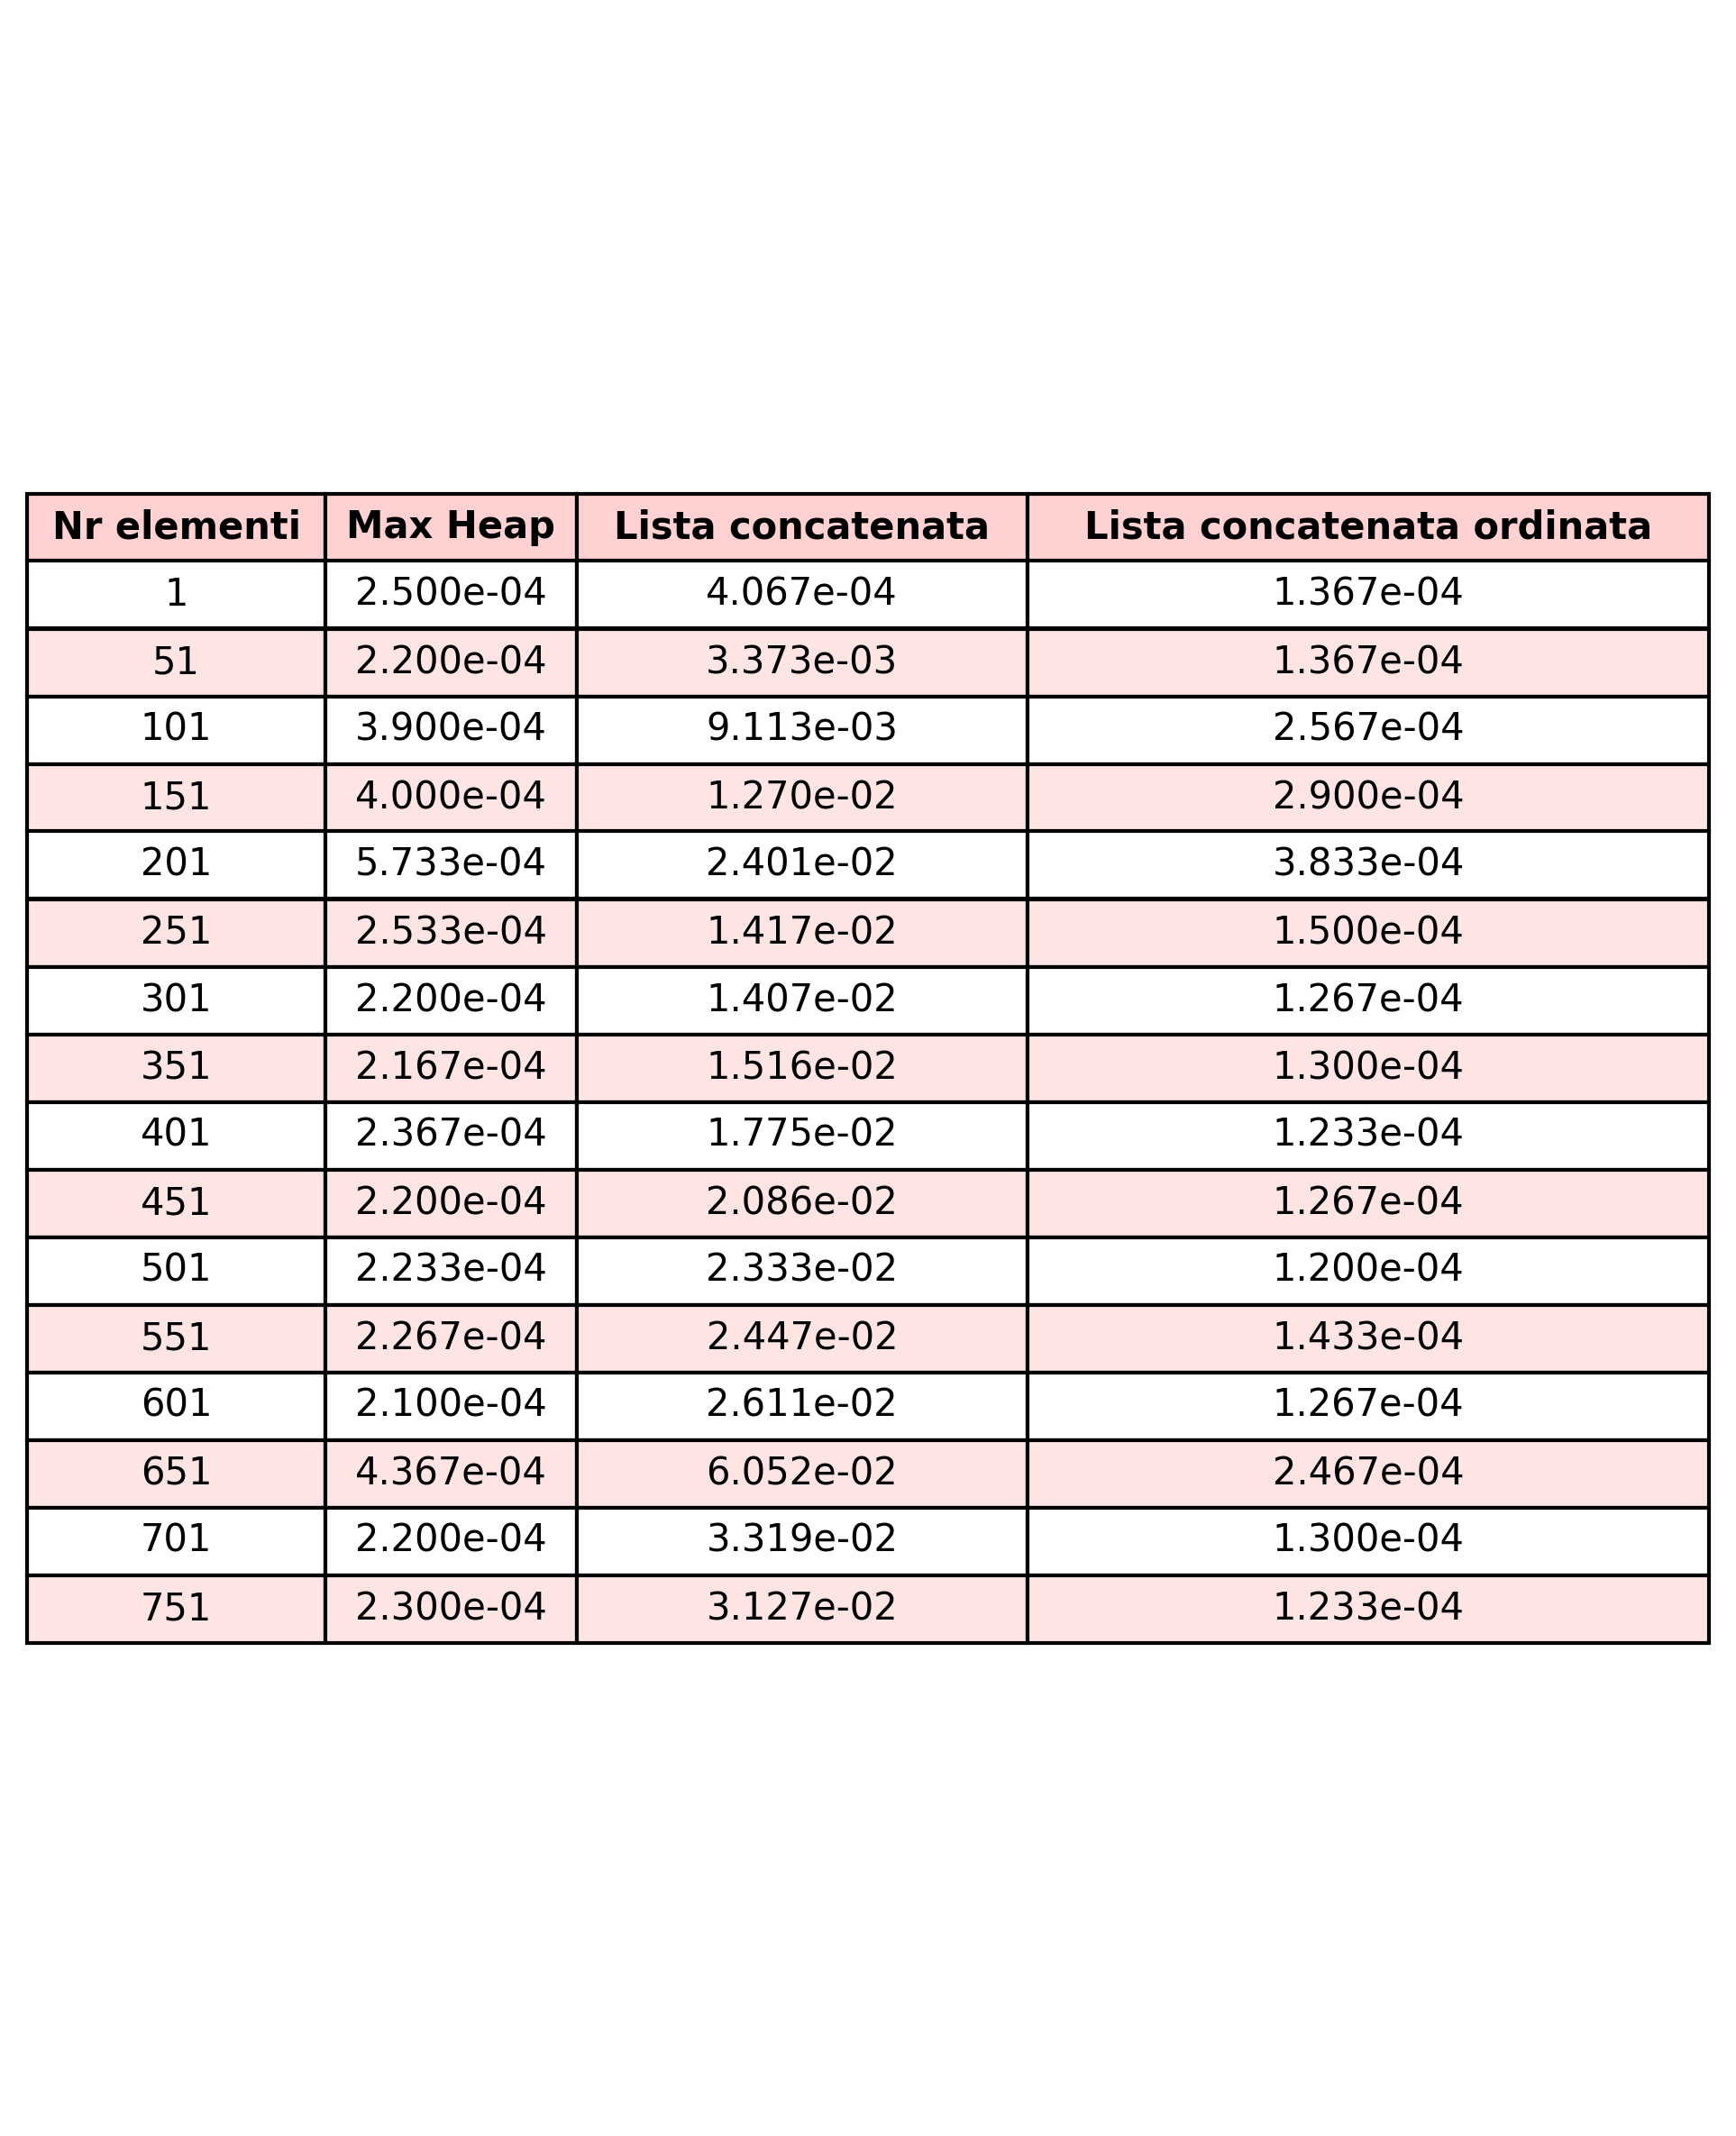 Nr elementi Max Heap Lista concatenata Lista concatenata ordinata
1 2.500e-04 4.067e-04 1.367e-04
51 2.200e-04 3.373e-03 1.367e-04
101 3.900e-04 9.113e-03 2.567e-04
151 4.000e-04 1.270e-02 2.900e-04
201 5.733e-04 2.401e-02 3.833e-04
251 2.533e-04 1.417e-02 1.500e-04
301 2.200e-04 1.407e-02 1.267e-04
351 2.167e-04 1.516e-02 1.300e-04
401 2.367e-04 1.775e-02 1.233e-04
451 2.200e-04 2.086e-02 1.267e-04
501 2.233e-04 2.333e-02 1.200e-04
551 2.267e-04 2.447e-02 1.433e-04
601 2.100e-04 2.611e-02 1.267e-04
651 4.367e-04 6.052e-02 2.467e-04
701 2.200e-04 3.319e-02 1.300e-04
751 2.300e-04 3.127e-02 1.233e-04